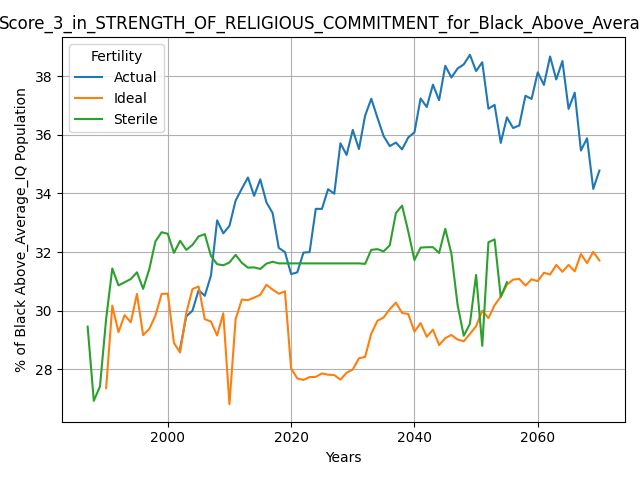 Score_3_in_STRENGTH_OF_RELIGIOUS_COMMITMENT_for_Black_Above_Avera
Fertility
Actual
Ideal
Sterile
% of Black Above_Average_IQ Population
38
36
34
32
30
28
2000
2020
2040
2060
Years